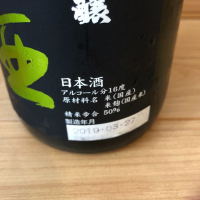 醸
日本酒
アルコール分16度
原材料名 米(国産)
米麹(国産米)
精米歩合 50%
製造年月
2019-03-27